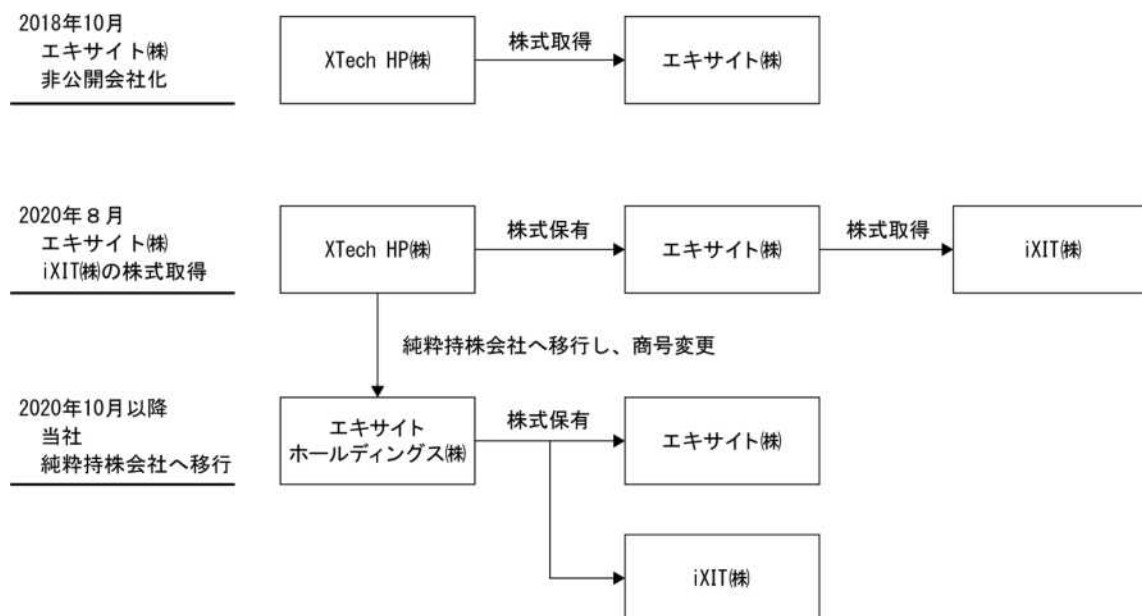 2018年10月
エキサイト㈱
非公開会社化
XTech HP㈱
株式取得
エキサイト㈱
2020年８月
エキサイト㈱
iXIT㈱の株式取得
XTech HP㈱
株式保有
エキサイト㈱
株式取得
iXIT㈱
純粋持株会社へ移行し、商号変更
2020年10月以降
当社
純粋持株会社へ移行
エキサイト
ホールディングス㈱
株式保有
エキサイト㈱
iXIT㈱